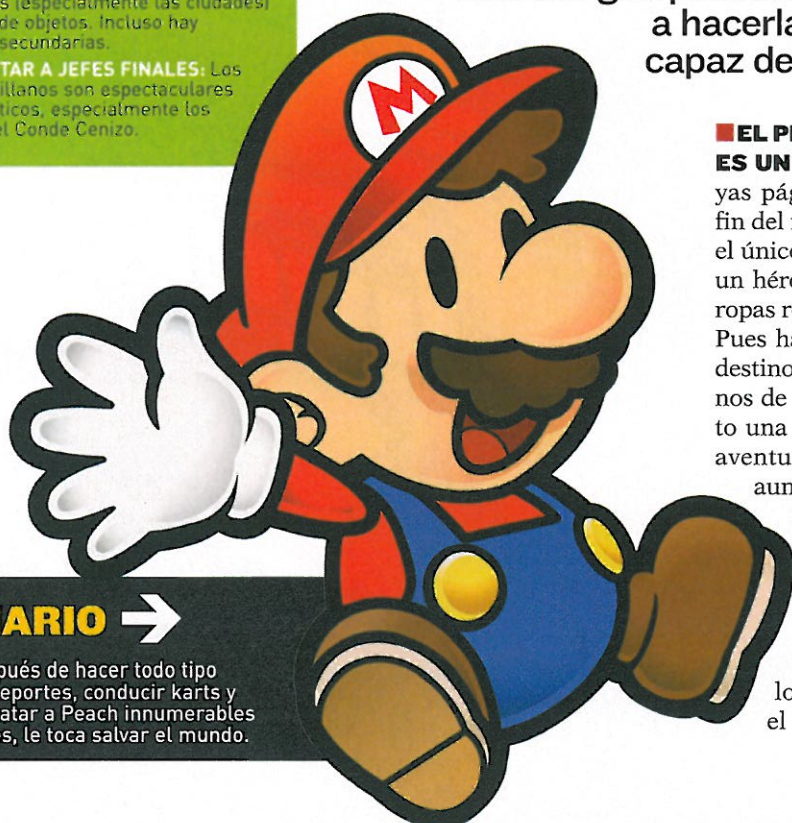 s (especialmente las ciudades)
de objetos. Incluso hay
secundarias.
TAR A JEFES FINALES: Los
illanos son espectaculares
ticos, especialmente los
el Conde Cenizo.
a hacerla
capaz de
EL P
ES UN
yas pág
fin del
el único
un héro
ropas r
Pues ha
destino
nos de
to una
aventu
aun
lo
el
M
ARIO
pués de hacer todo tipo
eportes, conducir karts y
atar a Peach innumerables
es, le toca salvar el mundo.